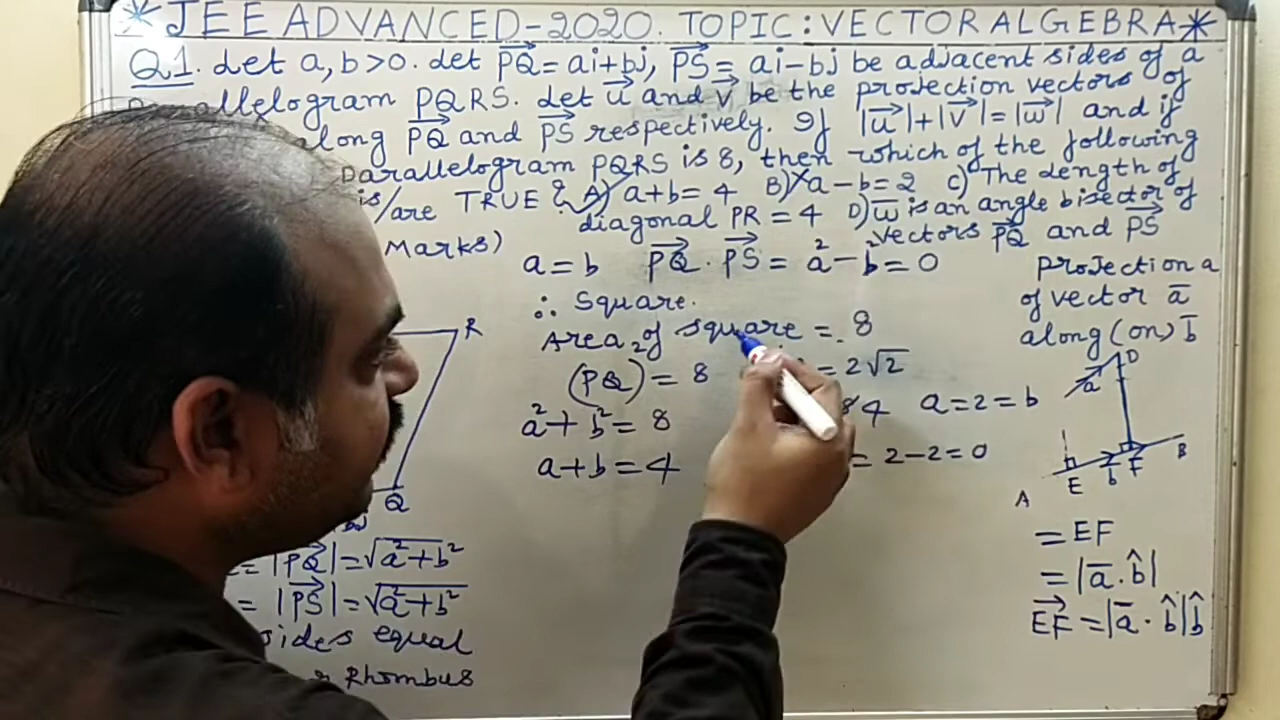 *JEE ADVANCED-2020. TOPIC: VECTOR ALGEBRA*
Q1. Let a, b > 0. Let PQ = ai+bj, PS = ai-bj be adjacent sides of a
Parallelogram PQRS. Let u and v be the projection vectors of
along PQ and PS respectively. If |u|+|v|=|w| and if
parallelogram PQRS is 8, then which of the following
is/are TRUE? A) a+b=4 B) a-b=2 C) The Length of
diagonal PR = 4 D) w is an angle bisector of
Marks) vectors PQ and PS
a = b PQ . PS = a² - b² = 0
∴ Square.
Area of square = 8
(PQ)² = 8
= 2√2
a² + b² = 8
4 a = 2 = b
a + b = 4
= 2-2=0
R
Q
= |PQ| = √a²+b²
= |PS| = √a²+b²
sides equal
Rhombus
Projection
of vector a
along (on) b
D
a
B
E b F
A
= EF
= |a . b̂|
EF = |a . b̂| b̂